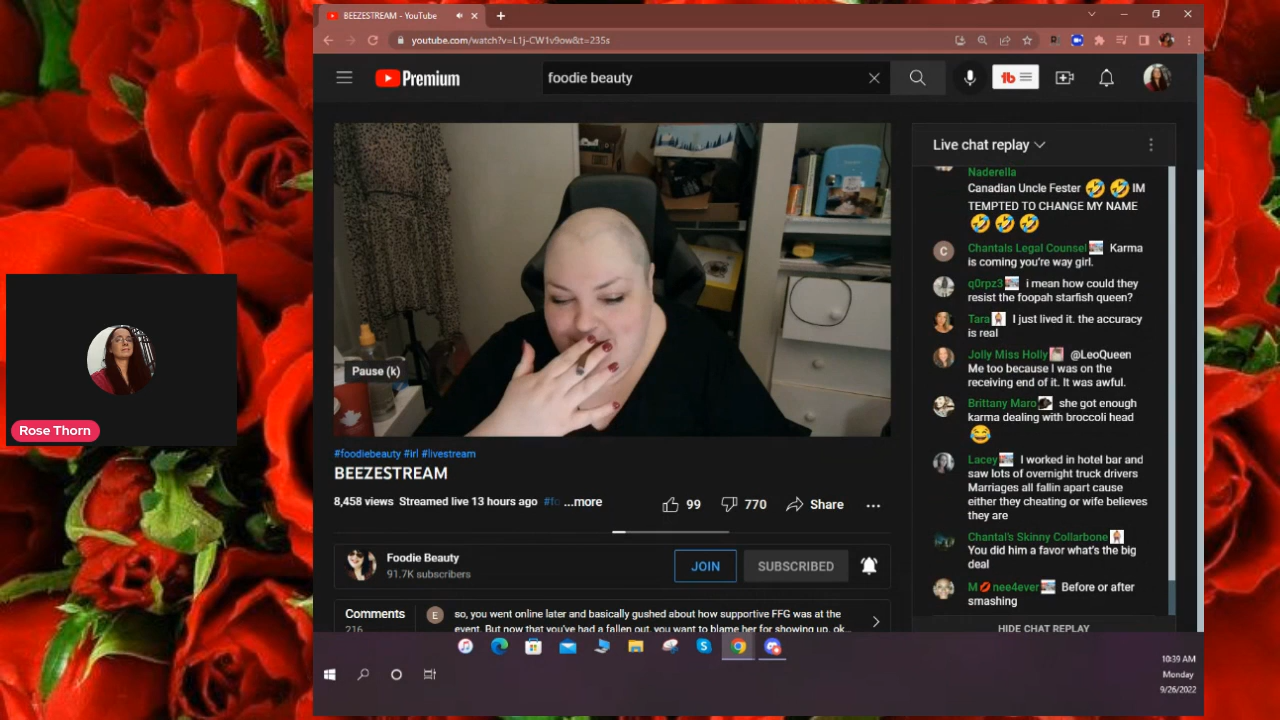 BEEZESTREAM - YouTube
youtube.com/watch?v=L1j-CW1v9ow&t=235s
Premium
foodie beauty
Live chat replay
Naderella
Canadian Uncle Fester 🤣 🤣 IM
TEMPTED TO CHANGE MY NAME
🤣 🤣 🤣
C
Chantals Legal Counsel Karma
is coming you're way girl.
q0rpz3 i mean how could they
resist the foopah starfish queen?
Tara I just lived it. the accuracy
is real
Jolly Miss Holly @LeoQueen
Me too because I was on the
receiving end of it. It was awful.
Brittany Maro she got enough
karma dealing with broccoli head
😂
Lacey I worked in hotel bar and
saw lots of overnight truck drivers
Marriages all fallin apart cause
either they cheating or wife believes
they are
Chantal's Skinny Collarbone
You did him a favor what's the big
deal
M💋nee4ever Before or after
smashing
HIDE CHAT REPLAY
Pause (k)
Rose Thorn
#foodiebeauty #irl #livestream
BEEZESTREAM
8,458 views Streamed live 13 hours ago #fo ...more
99 770 Share
Foodie Beauty
91.7K subscribers
JOIN
SUBSCRIBED
Comments
216
E
so, you went online later and basically gushed about how supportive FFG was at the
event. But now that you've had a fallen out, you want to blame her for showing up. ok...
10:39 AM
Monday
9/26/2022